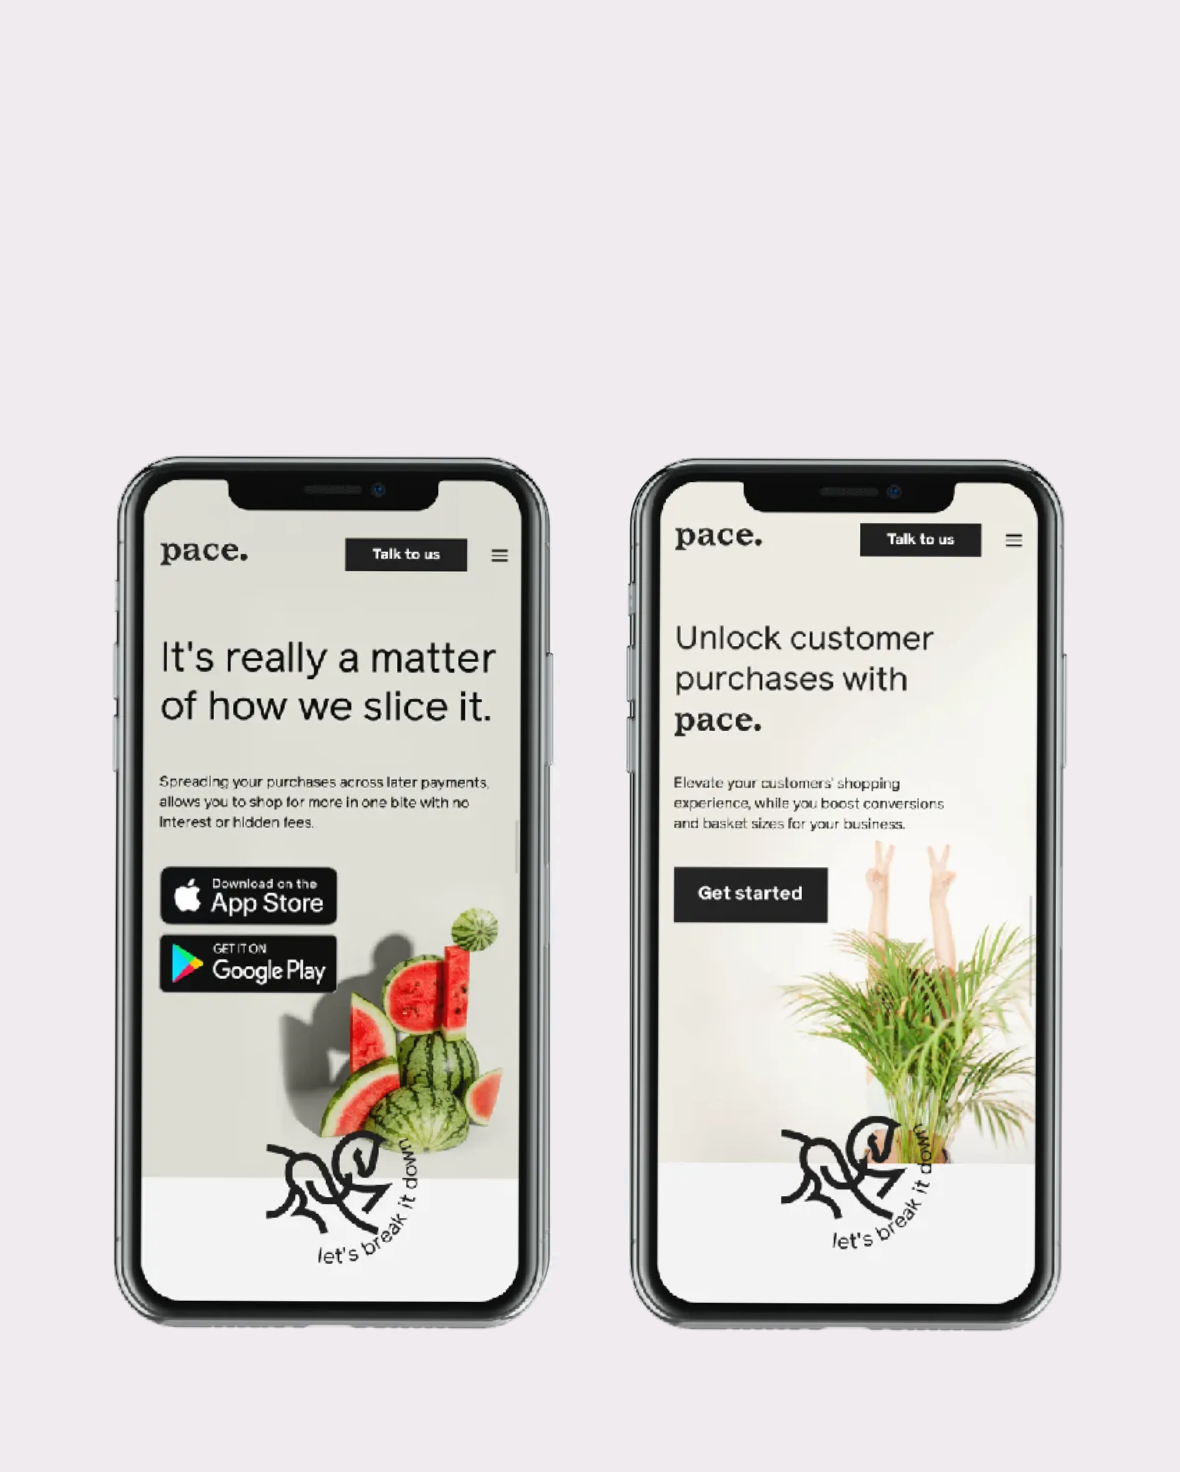 pace.
Talk to us
It's really a matter
of how we slice it.
Spreading your purchases across later payments,
allows you to shop for more in one bite with no
interest or hidden fees.
Download on the
App Store
GET IT ON
Google Play
let's break it down
pace.
Talk to us
Unlock customer
purchases with
pace.
Elevate your customers' shopping
experience, while you boost conversions
and basket sizes for your business.
Get started
let's break it down